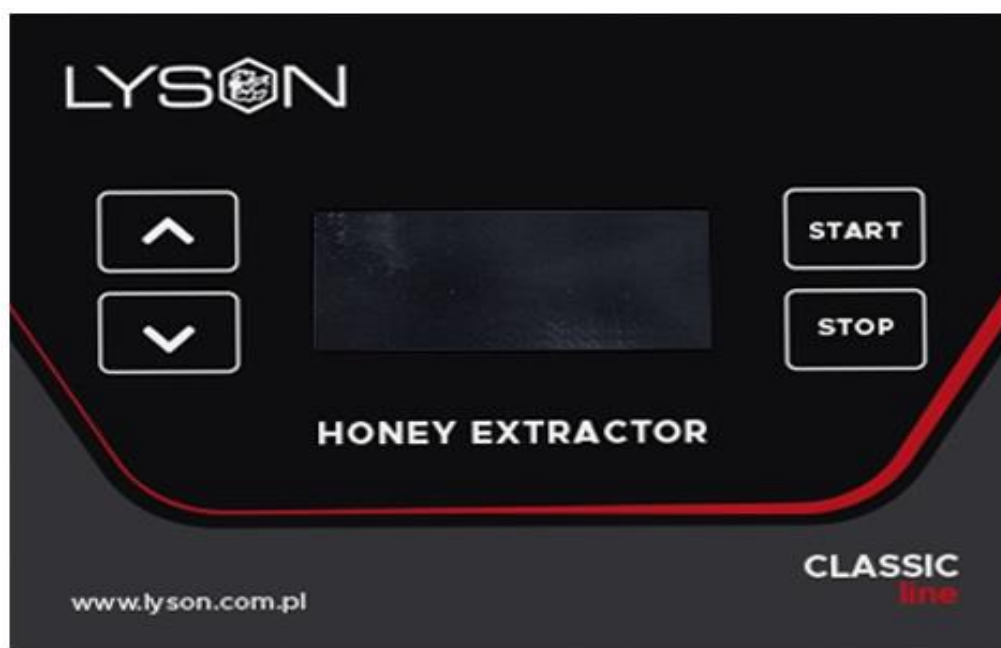 LYSON
START
STOP
HONEY EXTRACTOR
CLASSIC
line
www.lyson.com.pl